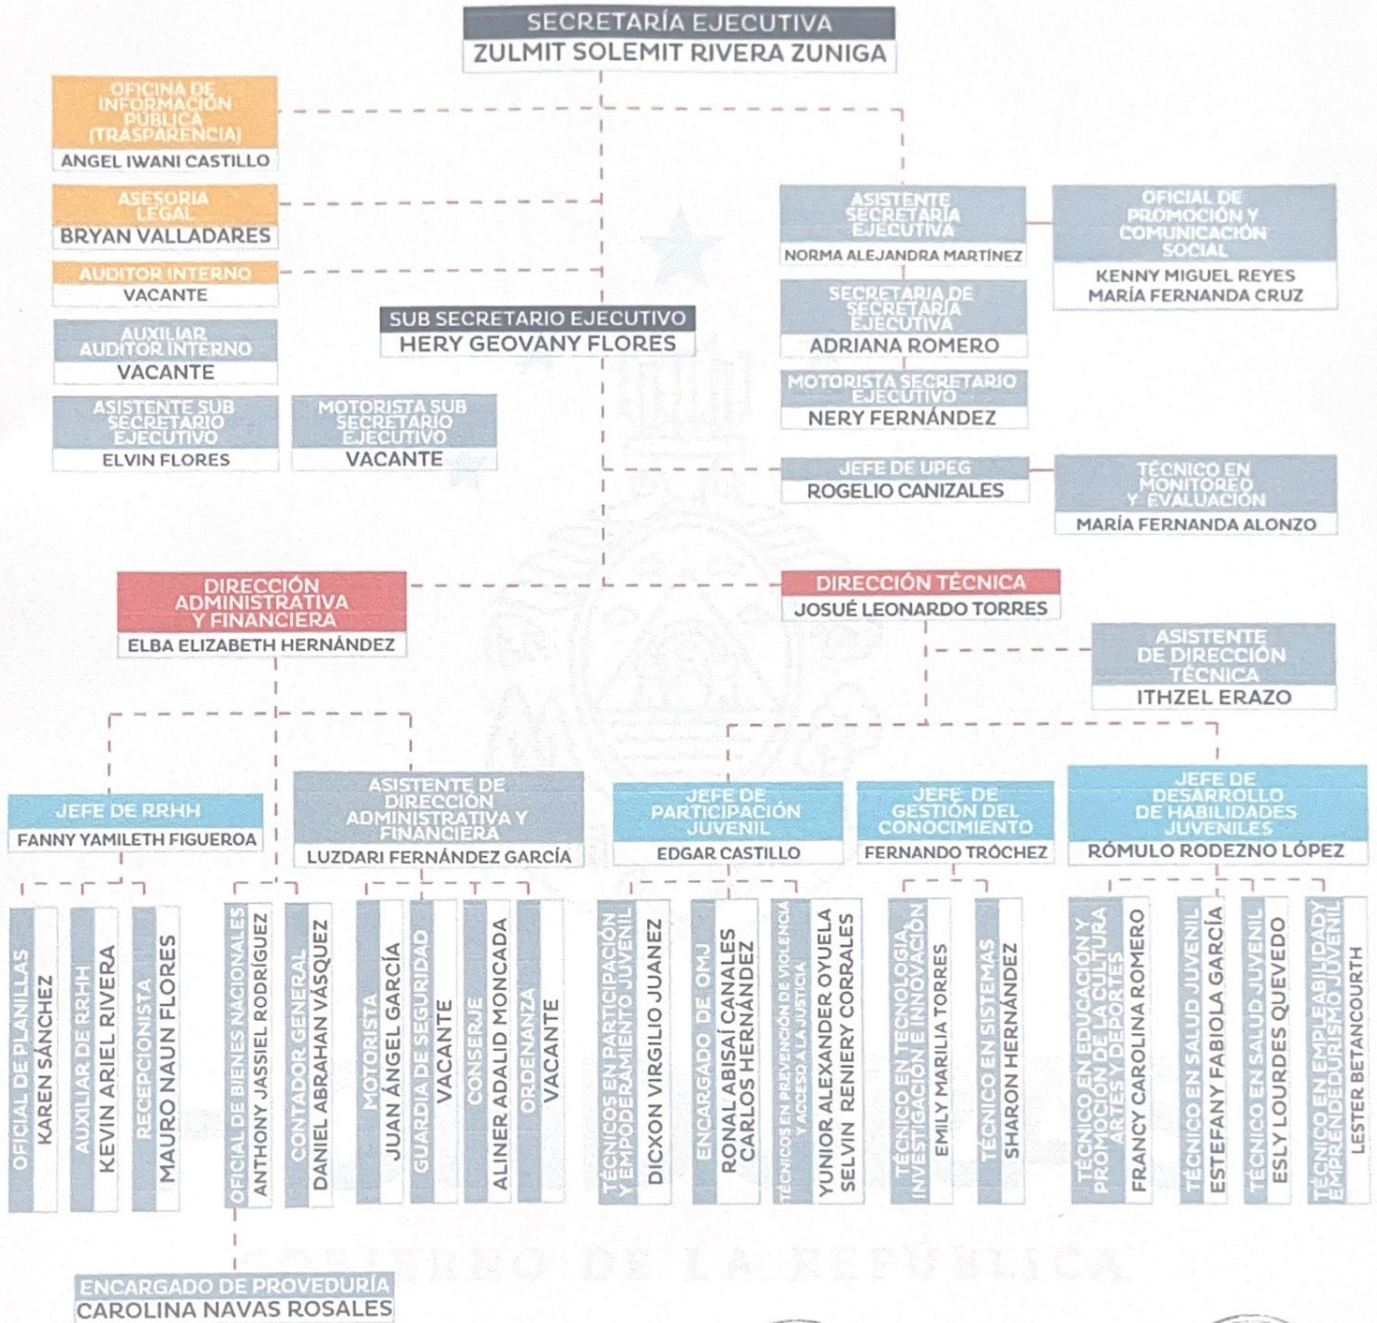 SECRETARÍA EJECUTIVA
ZULMIT SOLEMIT RIVERA ZUNIGA
OFICINA DE
INFORMACIÓN
PÚBLICA
(TRASPARENCIA)
ANGEL IWANI CASTILLO
ASESORIA
LEGAL
BRYAN VALLADARES
AUDITOR INTERNO
VACANTE
AUXILIAR
AUDITOR INTERNO
VACANTE
ASISTENTE SUB
SECRETARIO
EJECUTIVO
ELVIN FLORES
MOTORISTA SUB
SECRETARIO
EJECUTIVO
VACANTE
SUB SECRETARIO EJECUTIVO
HERY GEOVANY FLORES
ASISTENTE
SECRETARÍA
EJECUTIVA
NORMA ALEJANDRA MARTÍNEZ
OFICIAL DE
PROMOCIÓN Y
COMUNICACIÓN
SOCIAL
KENNY MIGUEL REYES
MARÍA FERNANDA CRUZ
SECRETARIA DE
SECRETARÍA
EJECUTIVA
ADRIANA ROMERO
MOTORISTA SECRETARIO
EJECUTIVO
NERY FERNÁNDEZ
JEFE DE UPEG
ROGELIO CANIZALES
TÉCNICO EN
MONITOREO
Y EVALUACIÓN
MARÍA FERNANDA ALONZO
DIRECCIÓN
ADMINISTRATIVA
Y FINANCIERA
ELBA ELIZABETH HERNÁNDEZ
DIRECCIÓN TÉCNICA
JOSUÉ LEONARDO TORRES
ASISTENTE
DE DIRECCIÓN
TÉCNICA
ITHZEL ERAZO
JEFE DE RRHH
FANNY YAMILETH FIGUEROA
ASISTENTE DE
DIRECCIÓN
ADMINISTRATIVA Y
FINANCIERA
LUZDARI FERNÁNDEZ GARCÍA
JEFE DE
PARTICIPACIÓN
JUVENIL
EDGAR CASTILLO
JEFE DE
GESTIÓN DEL
CONOCIMIENTO
FERNANDO TRÓCHEZ
JEFE DE
DESARROLLO
DE HABILIDADES
JUVENILES
RÓMULO RODEZNO LÓPEZ
OFICIAL DE PLANILLAS
KAREN SÁNCHEZ
AUXILIAR DE RRHH
KEVIN ARIEL RIVERA
RECEPCIONISTA
MAURO NAUN FLORES
OFICIAL DE BIENES NACIONALES
ANTHONY JASSIEL RODRÍGUEZ
CONTADOR GENERAL
DANIEL ABRAHAN VÁSQUEZ
MOTORISTA
JUAN ÁNGEL GARCÍA
GUARDIA DE SEGURIDAD
VACANTE
CONSERJE
ALINER ADALID MONCADA
ORDENANZA
VACANTE
TÉCNICOS EN PARTICIPACIÓN
Y EMPODERAMIENTO JUVENIL
DICXON VIRGILIO JUANEZ
ENCARGADO DE OMJ
RONAL ABISAÍ CANALES
CARLOS HERNÁNDEZ
TÉCNICOS EN PREVENCIÓN DE VIOLENCIA
Y ACCESO A LA JUSTICIA
YUNIOR ALEXANDER OYUELA
SELVIN RENIERY CORRALES
TÉCNICO EN TECNOLOGIA,
INVESTIGACIÓN E INNOVACIÓN
EMILY MARILIA TORRES
TÉCNICO EN SISTEMAS
SHARON HERNÁNDEZ
TÉCNICO EN EDUCACIÓN Y
PROMOCIÓN DE LA CULTURA
ARTES Y DEPORTES
FRANCY CAROLINA ROMERO
TÉCNICO EN SALUD JUVENIL
ESTEFANY FABIOLA GARCÍA
TÉCNICO EN SALUD JUVENIL
ESLY LOURDES QUEVEDO
TÉCNICO EN EMPLEABILIDAD Y
EMPRENDEDURISMO JUVENIL
LESTER BETANCOURTH
GOBIERNO DE LA REPÚBLICA
ENCARGADO DE PROVEDURÍA
CAROLINA NAVAS ROSALES